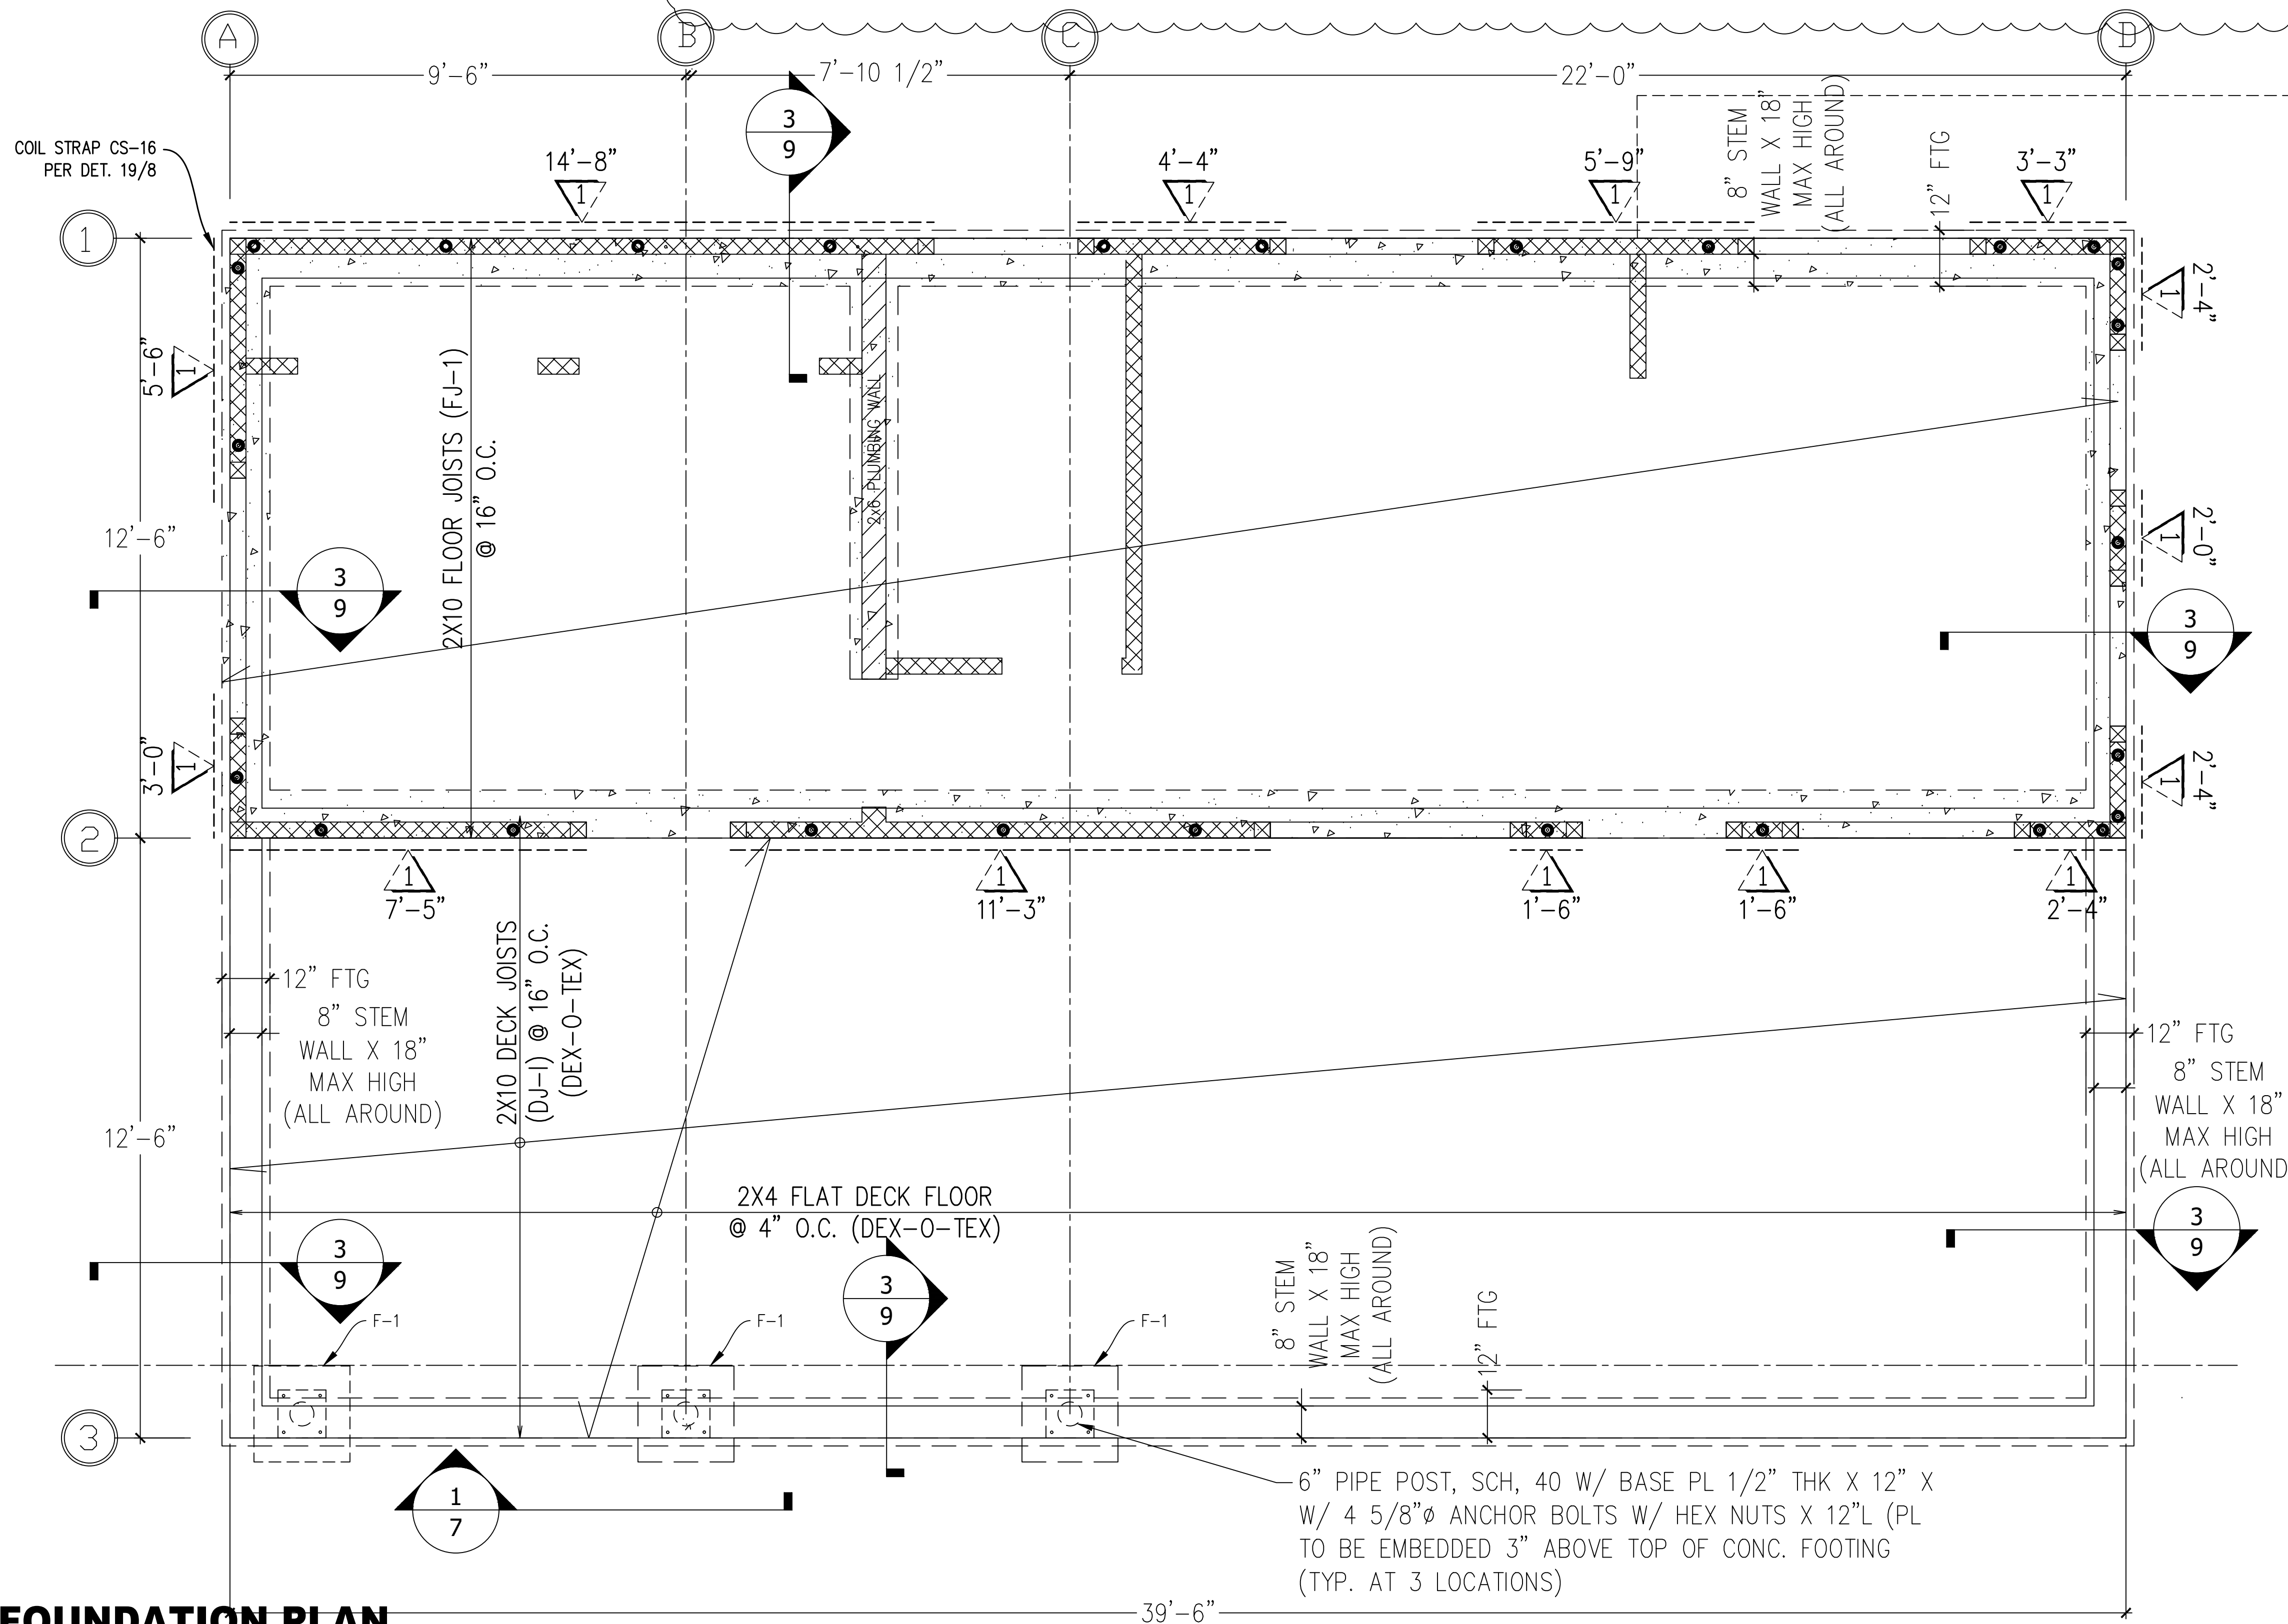 A
B
C
D
9'-6"
7'-10 1/2"
22'-0"
COIL STRAP CS-16
PER DET. 19/8
3
9
14'-8"
1
4'-4"
1
5'-9"
1
8" STEM
WALL X 18"
MAX HIGH
(ALL AROUND)
12" FTG
3'-3"
1
1
5'-6"
1
2'-4"
1
2X10 FLOOR JOISTS (FJ-1)
@ 16" O.C.
2x6 PLUMBING WALL
12'-6"
3
9
2'-0"
1
3
9
3'-0"
1
2'-4"
1
2
1
7'-5"
1
11'-3"
1
1'-6"
1
1'-6"
1
2'-4"
12" FTG
8" STEM
WALL X 18"
MAX HIGH
(ALL AROUND)
2X10 DECK JOISTS
(DJ-1) @ 16" O.C.
(DEX-O-TEX)
12" FTG
8" STEM
WALL X 18"
MAX HIGH
(ALL AROUND
12'-6"
2X4 FLAT DECK FLOOR
@ 4" O.C. (DEX-O-TEX)
3
9
3
9
3
9
8" STEM
WALL X 18"
MAX HIGH
(ALL AROUND)
12" FTG
F-1
F-1
F-1
3
1
7
6" PIPE POST, SCH, 40 W/ BASE PL 1/2" THK X 12" X
W/ 4 5/8"ø ANCHOR BOLTS W/ HEX NUTS X 12"L (PL
TO BE EMBEDDED 3" ABOVE TOP OF CONC. FOOTING
(TYP. AT 3 LOCATIONS)
FOUNDATION PLAN
39'-6"